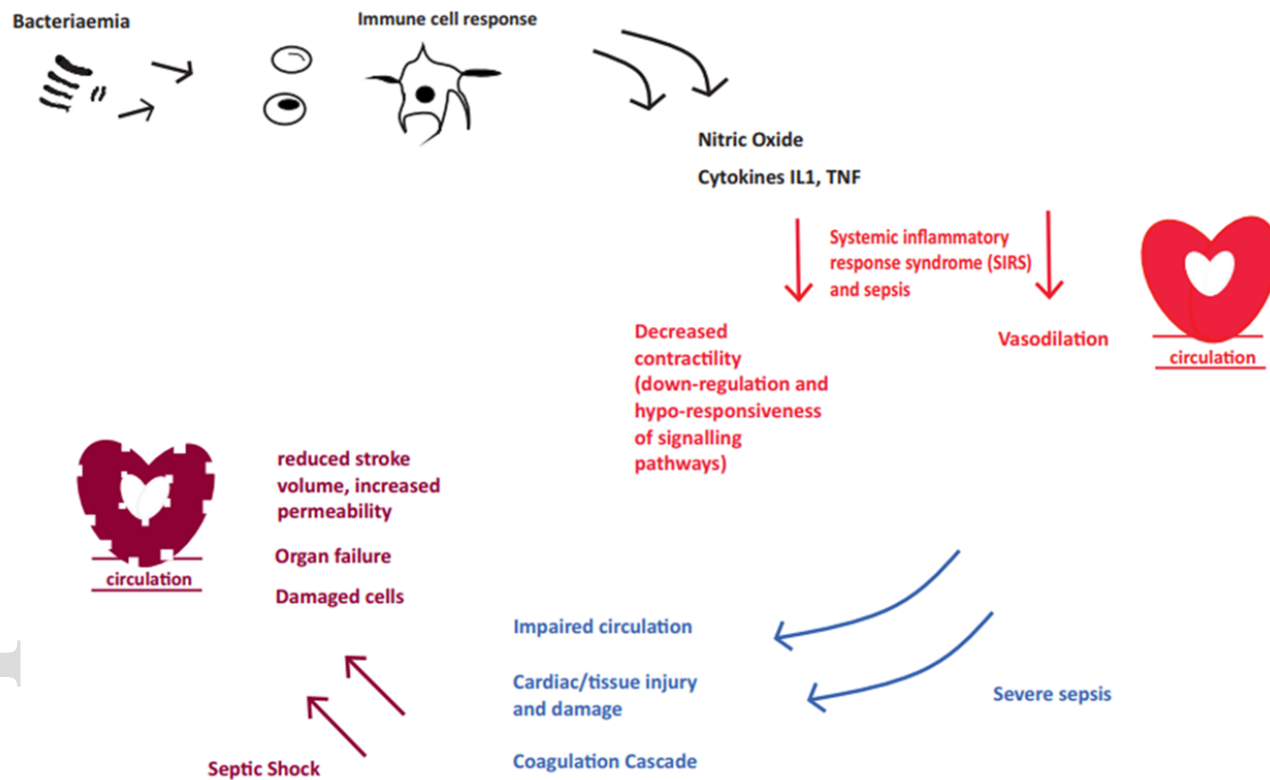 Bacteriaemia
Immune cell response
Nitric Oxide
Cytokines IL1, TNF
Systemic inflammatory
response syndrome (SIRS)
and sepsis
Decreased
contractility
(down-regulation and
hypo-responsiveness
of signalling
pathways)
Vasodilation
circulation
reduced stroke
volume, increased
permeability
Organ failure
Damaged cells
circulation
Impaired circulation
Cardiac/tissue injury
and damage
Coagulation Cascade
Severe sepsis
Septic Shock